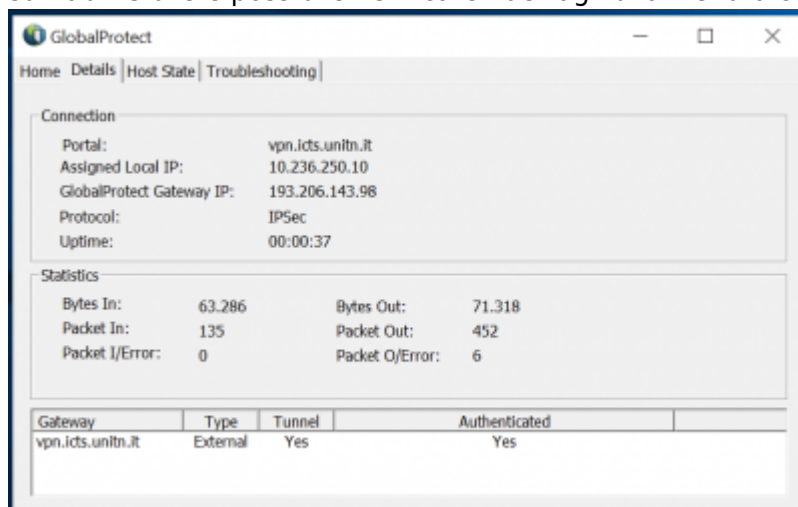 GlobalProtect
Home Details Host State Troubleshooting
Connection
Portal: vpn.icts.unitn.it
Assigned Local IP: 10.236.250.10
GlobalProtect Gateway IP: 193.206.143.98
Protocol: IPSec
Uptime: 00:00:37
Statistics
Bytes In: 63.286 Bytes Out: 71.318
Packet In: 135 Packet Out: 452
Packet I/Error: 0 Packet O/Error: 6
Gateway Type Tunnel Authenticated
vpn.icts.unitn.it External Yes Yes